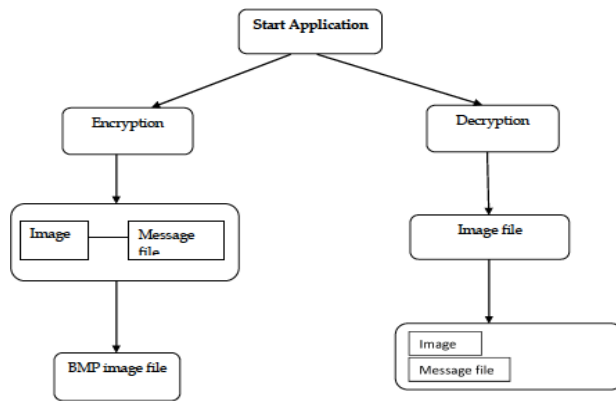 Start Application
Encryption
Decryption
Image
Message
file
Image file
BMP image file
Image
Message file